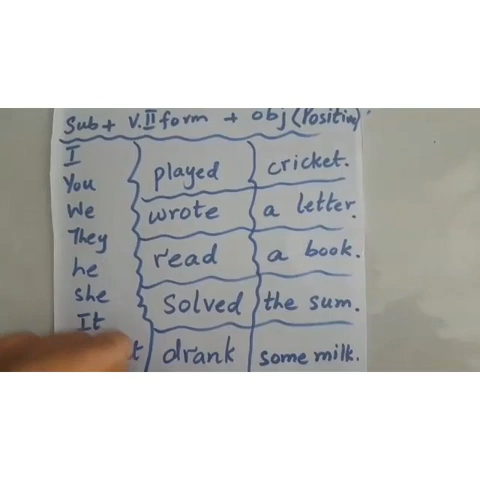 Sub + V.II form + obj (Positive)
I
You
We
They
he
she
It
t
played cricket.
wrote a letter.
read a book.
solved the sum.
drank some milk.